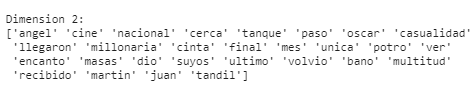 Dimension 2:
['angel' 'cine' 'nacional' 'cerca' 'tanque' 'paso' 'oscar' 'casualidad'
'llegaron' 'millonaria' 'cinta' 'final' 'mes' 'unica' 'potro' 'ver'
'encanto' 'masas' 'dio' 'suyos' 'ultimo' 'volvio' 'bano' 'multitud'
'recibido' 'martin' 'juan' 'tandil']